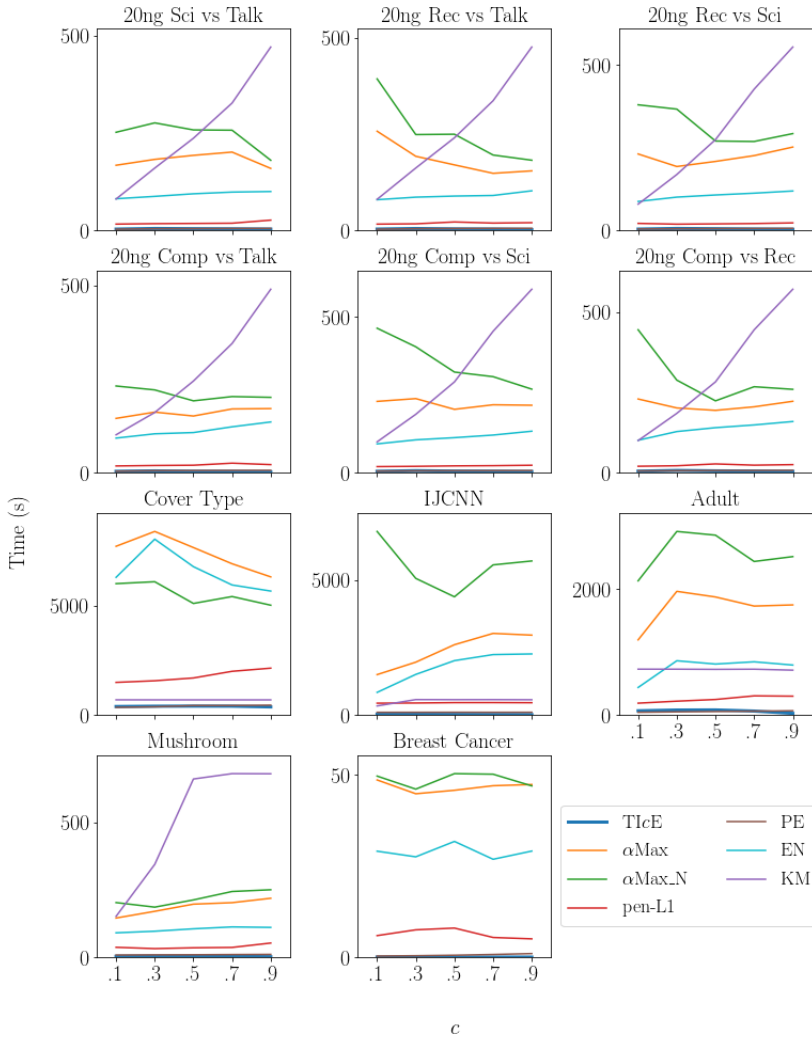 20ng Sci vs Talk
20ng Rec vs Talk
20ng Rec vs Sci
500
0
500
0
500
0
20ng Comp vs Talk
20ng Comp vs Sci
20ng Comp vs Rec
500
0
500
0
500
0
Time (s)
Cover Type
IJCNN
Adult
5000
0
5000
0
2000
0
.1 .3 .5 .7 .9
Mushroom
Breast Cancer
500
0
.1 .3 .5 .7 .9
50
0
.1 .3 .5 .7 .9
TIcE
αMax
αMax_N
pen-L1
PE
EN
KM
c